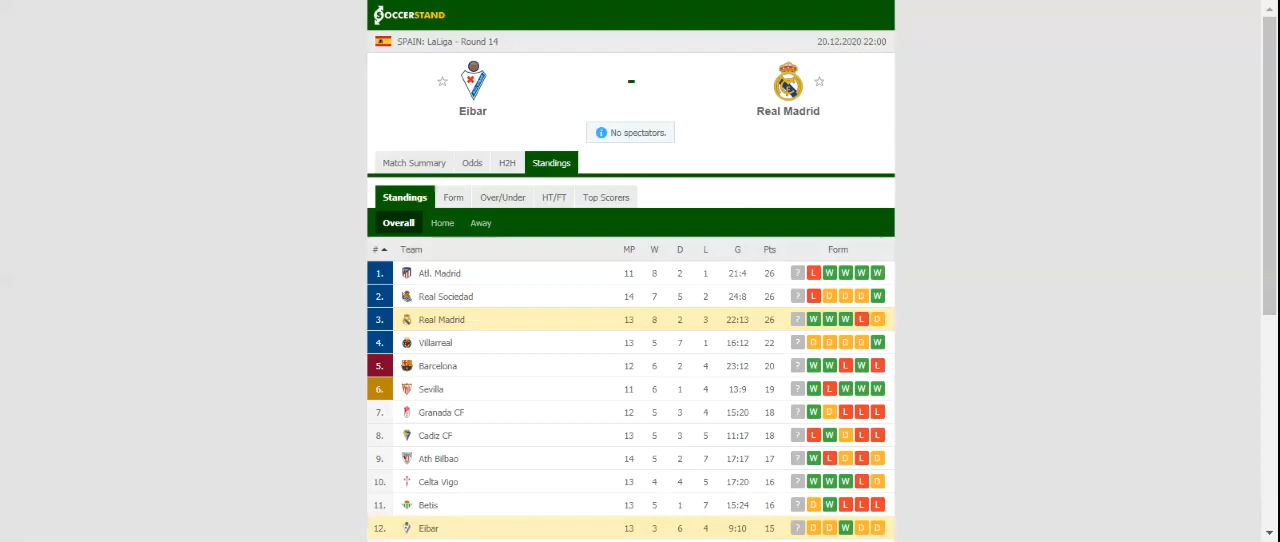 SOCCERSTAND
SPAIN: LaLiga - Round 14 20.12.2020 22:00
-
Eibar Real Madrid
No spectators.
Match Summary Odds H2H Standings
Standings Form Over/Under HT/FT Top Scorers
Overall Home Away
# Team MP W D L G Pts Form
1. Atl. Madrid 11 8 2 1 21:4 26 ? L W W W W
2. Real Sociedad 14 7 5 2 24:8 26 ? L D D D W
3. Real Madrid 13 8 2 3 22:13 26 ? W W W L D
4. Villarreal 13 5 7 1 16:12 22 ? D D D D W
5. Barcelona 12 6 2 4 23:12 20 ? W W L W L
6. Sevilla 11 6 1 4 13:9 19 ? W L W W W
7. Granada CF 12 5 3 4 15:20 18 ? W D L L L
8. Cadiz CF 13 5 3 5 11:17 18 ? L W D L L
9. Ath Bilbao 14 5 2 7 17:17 17 ? W L D L D
10. Celta Vigo 13 4 4 5 17:20 16 ? W W W L D
11. Betis 13 5 1 7 15:24 16 ? D W L L L
12. Eibar 13 3 6 4 9:10 15 ? D D W D D